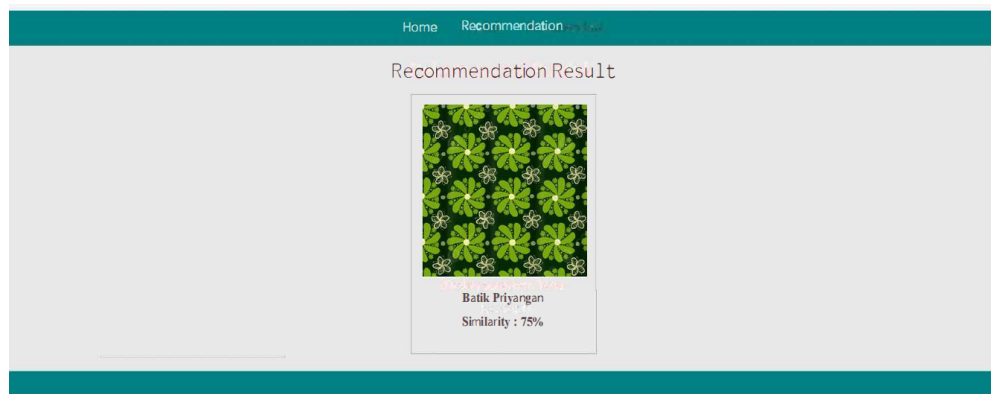 Home Recommendation
Recommendation Result
Batik Priyangan
Similarity : 75%